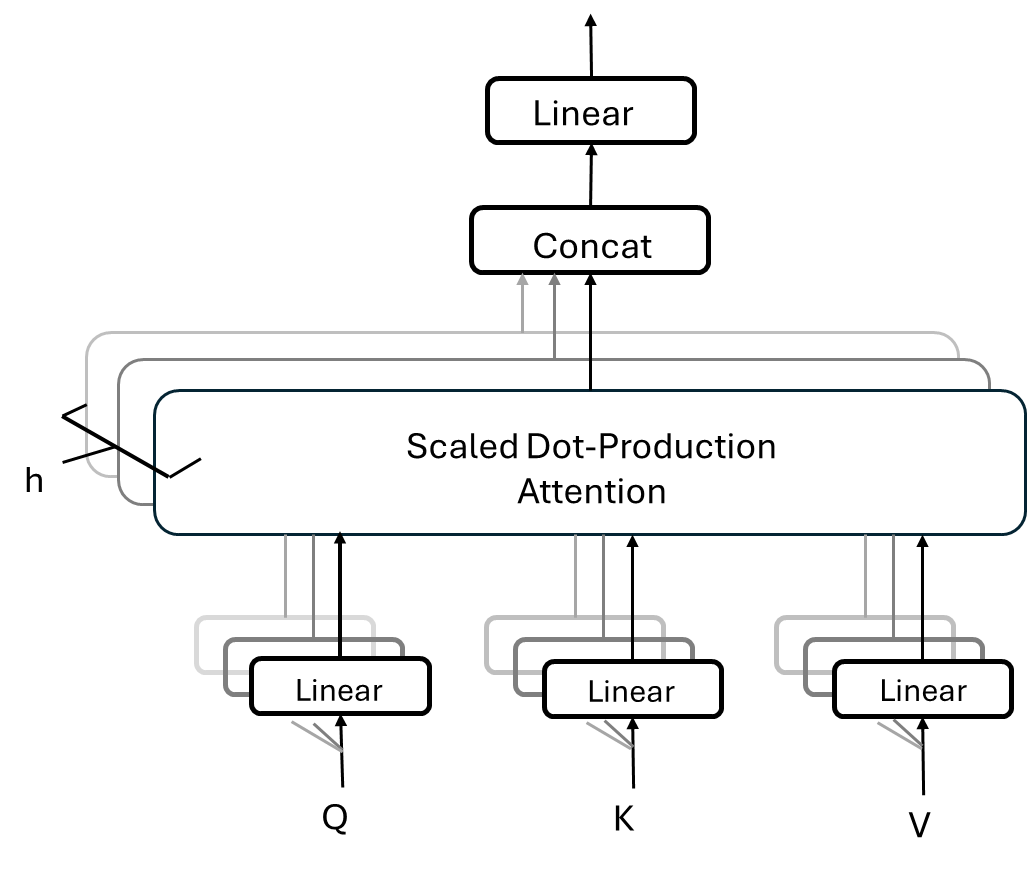 Linear
Concat
Scaled Dot-Production
Attention
h
Linear
Linear
Linear
Q
K
V